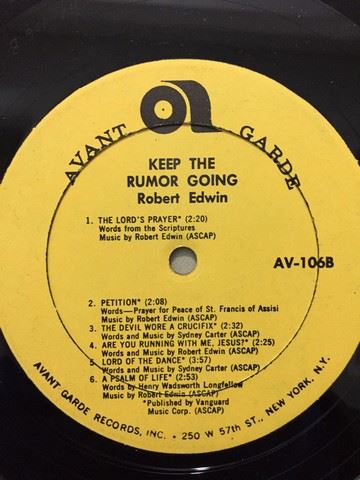 AVANT GARDE
KEEP THE
RUMOR GOING
Robert Edwin
1. THE LORD'S PRAYER* (2:20)
Words from the Scriptures
Music by Robert Edwin (ASCAP)
AV-106B
2. PETITION* (2:08)
Words—Prayer for Peace of St. Francis of Assisi
Music by Robert Edwin (ASCAP)
3. THE DEVIL WORE A CRUCIFIX* (2:32)
Words and Music by Sydney Carter (ASCAP)
4. ARE YOU RUNNING WITH ME, JESUS?* (2:25)
Words and Music by Robert Edwin (ASCAP)
5. LORD OF THE DANCE* (3:57)
Words and Music by Sydney Carter (ASCAP)
6. A PSALM OF LIFE* (2:53)
Words by Henry Wadsworth Longfellow
Music by Robert Edwin (ASCAP)
*Published by Vanguard
Music Corp. (ASCAP)
AVANT GARDE RECORDS, INC. • 250 W 57th ST., NEW YORK, N.Y.